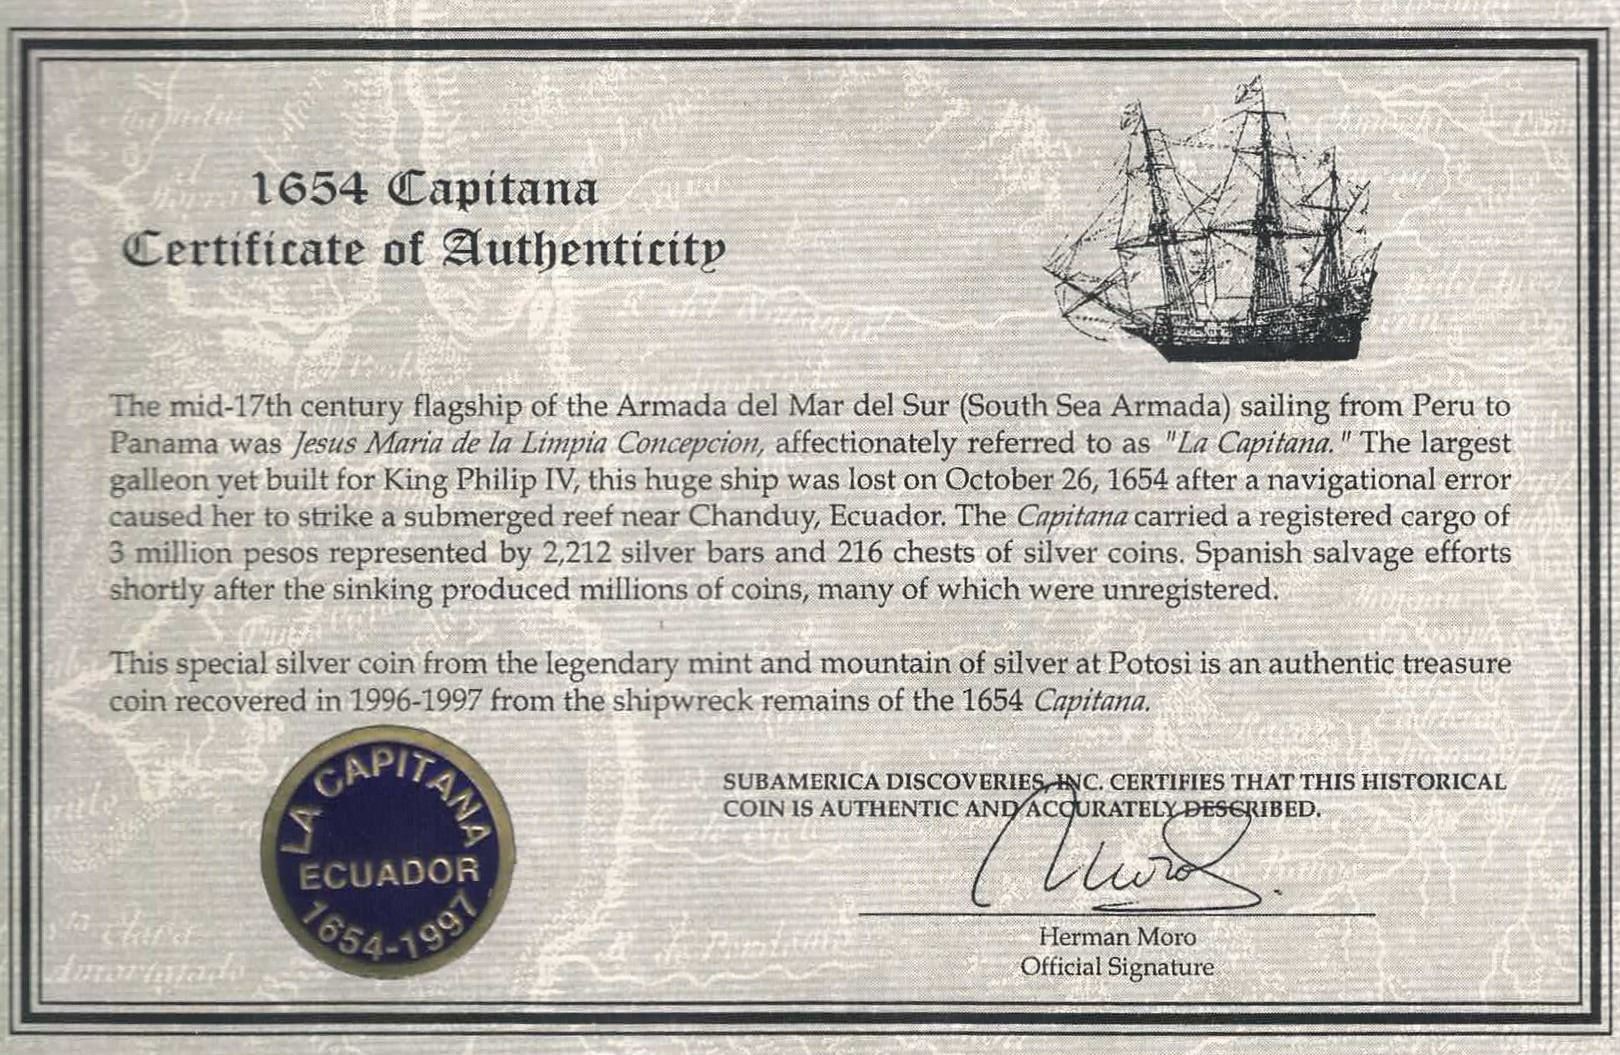 1654 Capitana
Certificate of Authenticity
The mid-17th century flagship of the Armada del Mar del Sur (South Sea Armada) sailing from Peru to
Panama was Jesus Maria de la Limpia Concepcion, affectionately referred to as "La Capitana." The largest
galleon yet built for King Philip IV, this huge ship was lost on October 26, 1654 after a navigational error
caused her to strike a submerged reef near Chanduy, Ecuador. The Capitana carried a registered cargo of
3 million pesos represented by 2,212 silver bars and 216 chests of silver coins. Spanish salvage efforts
shortly after the sinking produced millions of coins, many of which were unregistered.
This special silver coin from the legendary mint and mountain of silver at Potosi is an authentic treasure
coin recovered in 1996-1997 from the shipwreck remains of the 1654 Capitana.
LA CAPITANA
ECUADOR
1654-1997
SUBAMERICA DISCOVERIES, INC. CERTIFIES THAT THIS HISTORICAL
COIN IS AUTHENTIC AND ACCURATELY DESCRIBED.
Moro
Herman Moro
Official Signature